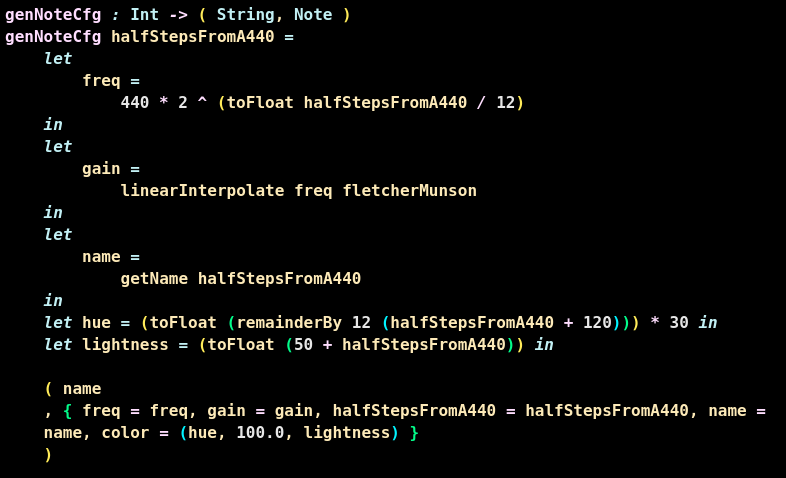 genNoteCfg : Int -> ( String, Note )
genNoteCfg halfStepsFromA440 =
    let
        freq =
            440 * 2 ^ (toFloat halfStepsFromA440 / 12)
    in
    let
        gain =
            linearInterpolate freq fletcherMunson
    in
    let
        name =
            getName halfStepsFromA440
    in
    let hue = (toFloat (remainderBy 12 (halfStepsFromA440 + 120))) * 30 in
    let lightness = (toFloat (50 + halfStepsFromA440)) in

    ( name
    , { freq = freq, gain = gain, halfStepsFromA440 = halfStepsFromA440, name =
    name, color = (hue, 100.0, lightness) }
    )